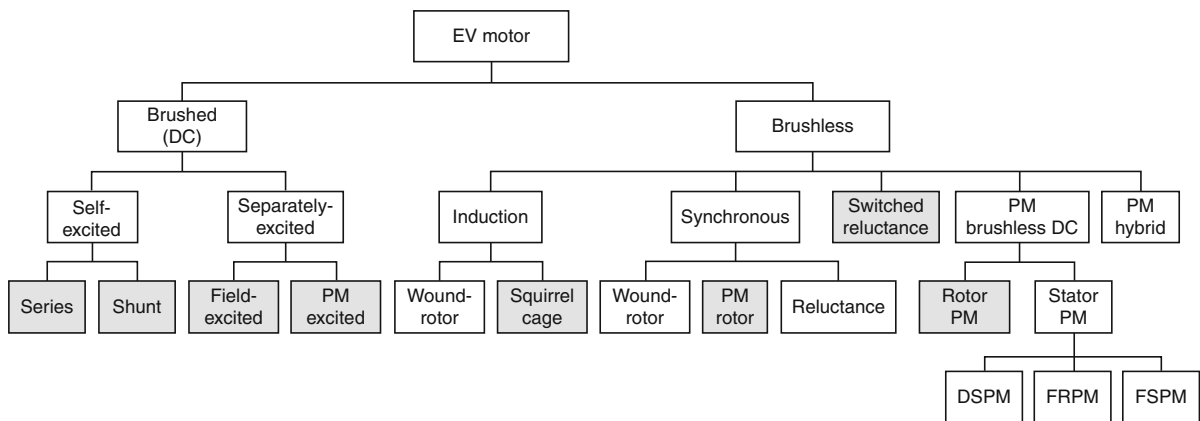 EV motor
Brushed
(DC)
Brushless
Self-
excited
Separately-
excited
Induction
Synchronous
Switched
reluctance
PM
brushless DC
PM
hybrid
Series
Shunt
Field-
excited
PM
excited
Wound-
rotor
Squirrel
cage
Wound-
rotor
PM
rotor
Reluctance
Rotor
PM
Stator
PM
DSPM
FRPM
FSPM